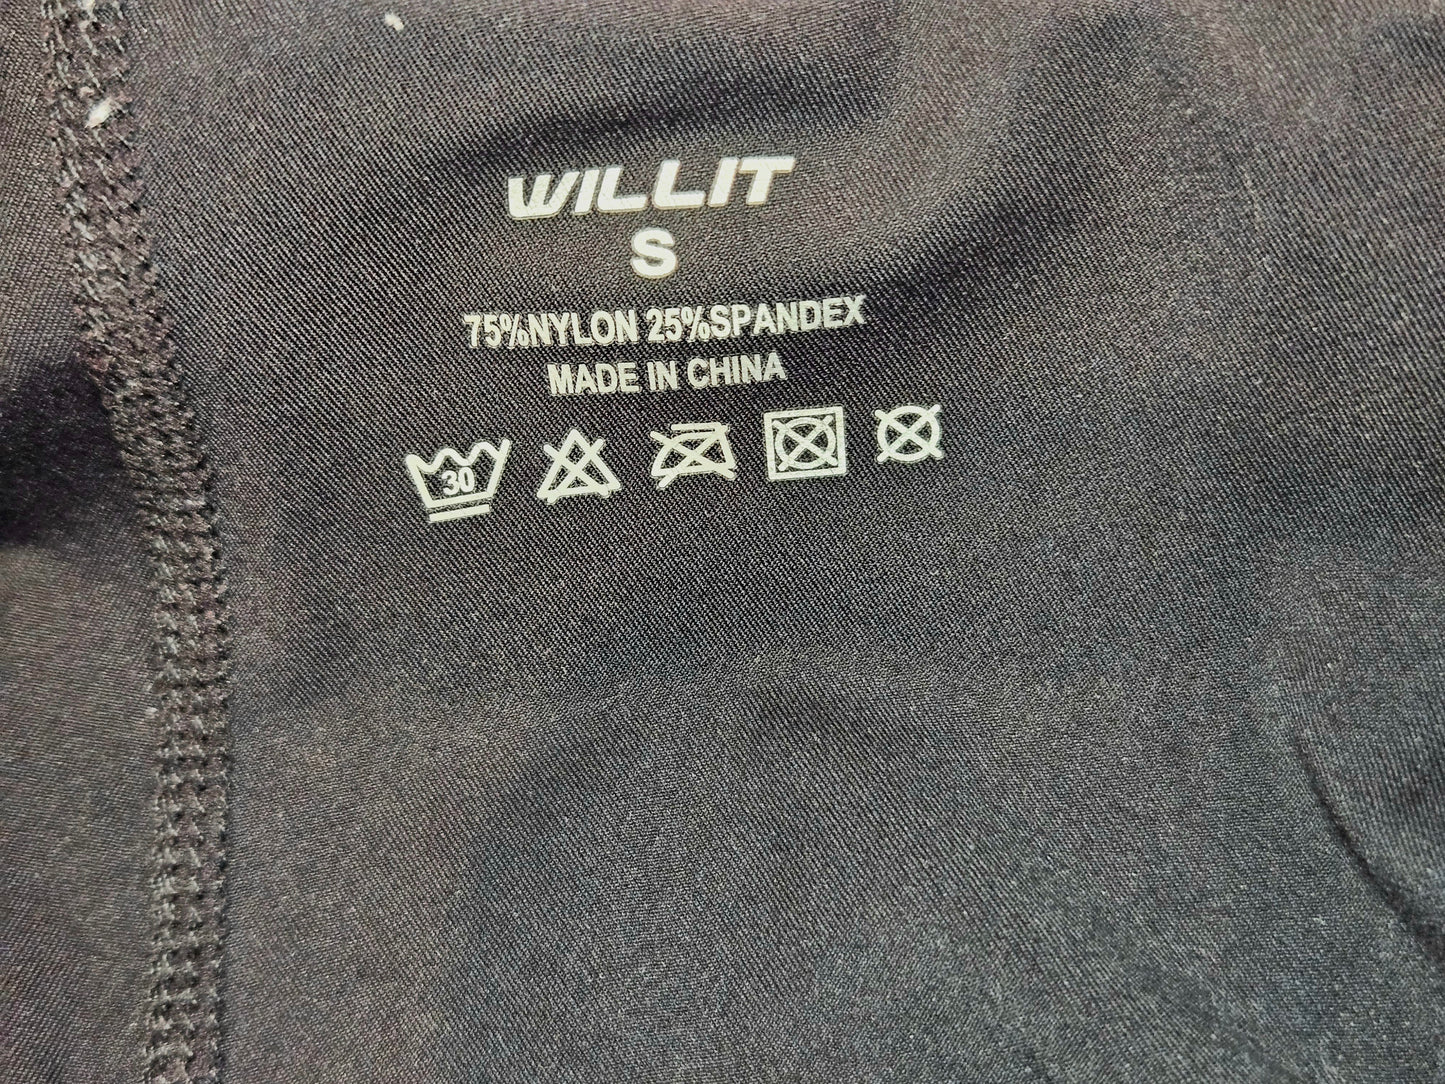 WILLIT
S
75%NYLON 25%SPANDEX
MADE IN CHINA
30